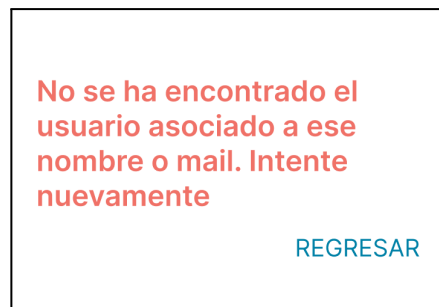 No se ha encontrado el
usuario asociado a ese
nombre o mail. Intente
nuevamente
REGRESAR